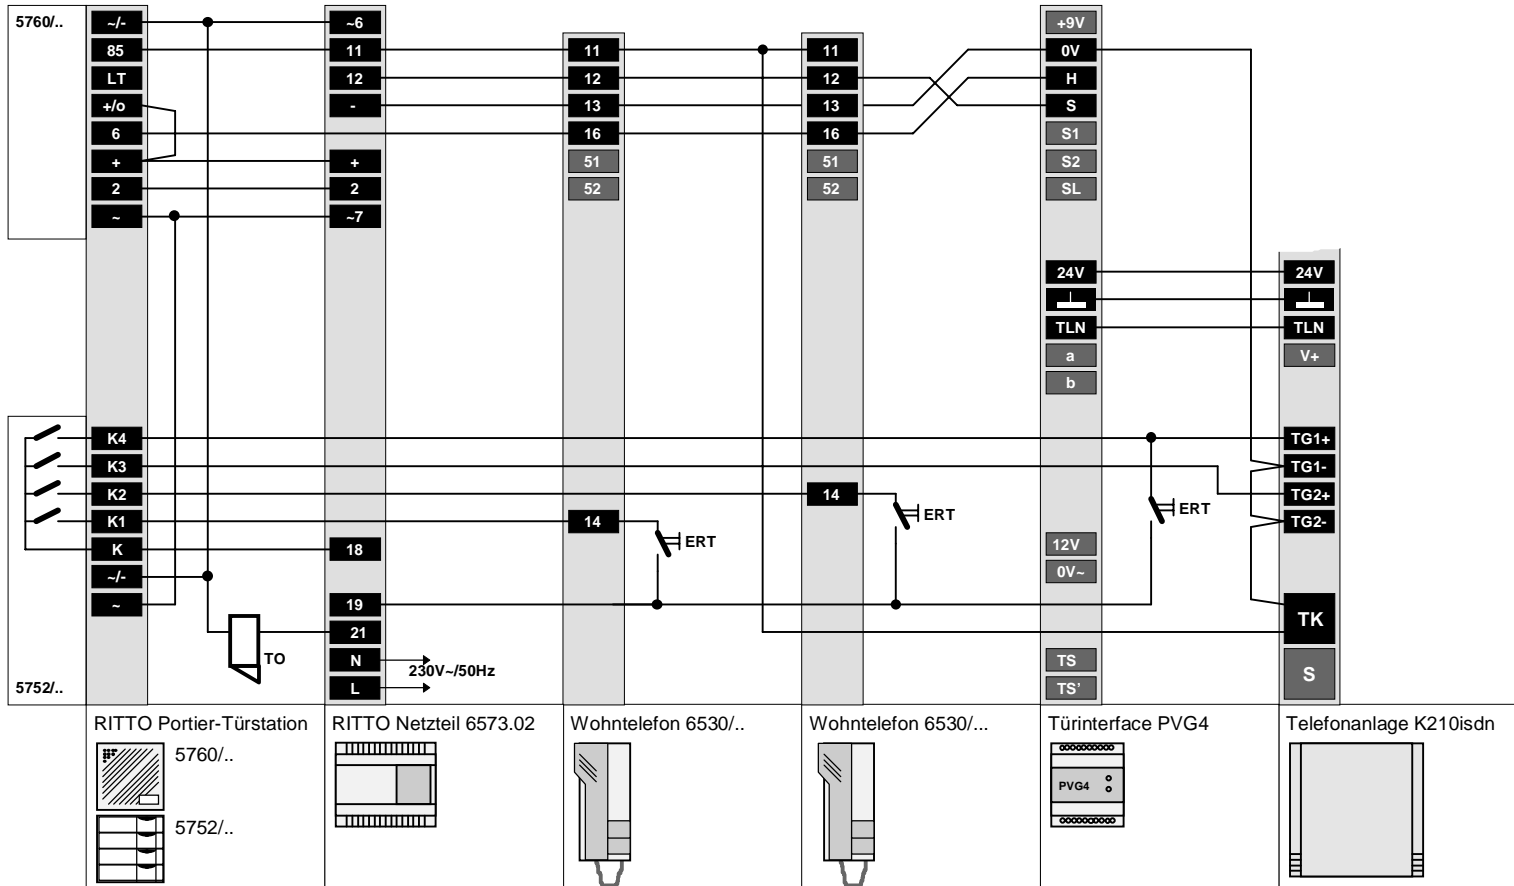 5760/..
~/- ~6 +9V
85 11 11 11 0V
LT 12 12 12 H
+/o - 13 13 S
6 16 16 S1
+ + 51 51 S2
2 2 52 52 SL
~ ~7
24V 24V
TLN TLN
a V+
b
K4 TG1+
K3 TG1-
K2 14 TG2+
ERT ERT
K1 14 TG2-
ERT
K 18 12V
~/- 0V~
~ 19 TK
21
TO N 230V~/50Hz TS S
5752/.. L TS’
RITTO Portier-Türstation RITTO Netzteil 6573.02 Wohntelefon 6530/.. Wohntelefon 6530/... Türinterface PVG4 Telefonanlage K210isdn
5760/..
PVG4
5752/..